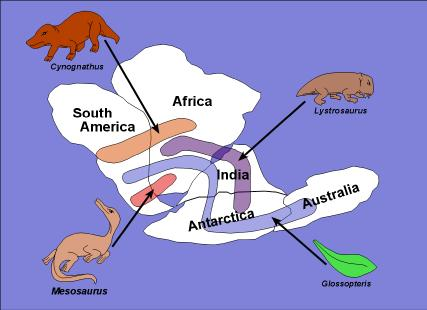 Cynognathus
Africa
South
America
Lystrosaurus
India
Australia
Antarctica
Mesosaurus
Glossopteris